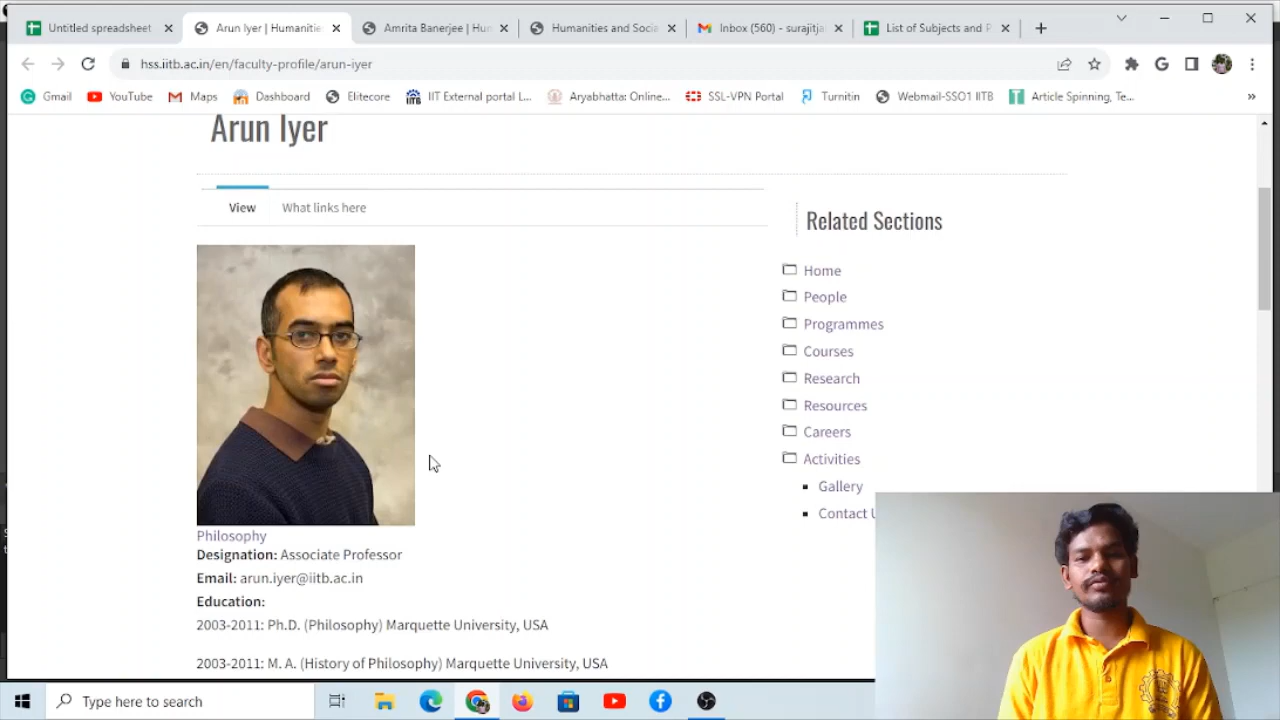 Untitled spreadsheet
Arun Iyer | Humanitie
Amrita Banerjee | Hum
Humanities and Socia
Inbox (560) - surajitja
List of Subjects and P
hss.iitb.ac.in/en/faculty-profile/arun-iyer
Gmail
YouTube
Maps
Dashboard
Elitecore
IIT External portal L...
Aryabhatta: Online...
SSL-VPN Portal
Turnitin
Webmail-SSO1 IITB
Article Spinning, Te...
Arun Iyer
View
What links here
Philosophy
Designation: Associate Professor
Email: arun.iyer@iitb.ac.in
Education:
2003-2011: Ph.D. (Philosophy) Marquette University, USA
2003-2011: M. A. (History of Philosophy) Marquette University, USA
Related Sections
Home
People
Programmes
Courses
Research
Resources
Careers
Activities
Gallery
Contact U
Type here to search